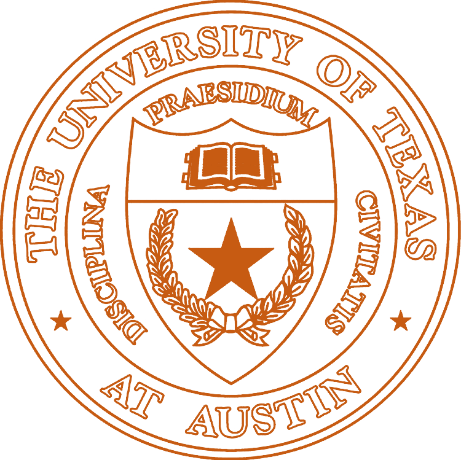 THE UNIVERSITY OF TEXAS
AT AUSTIN
DISCIPLINA
PRAESIDIUM
CIVITATIS